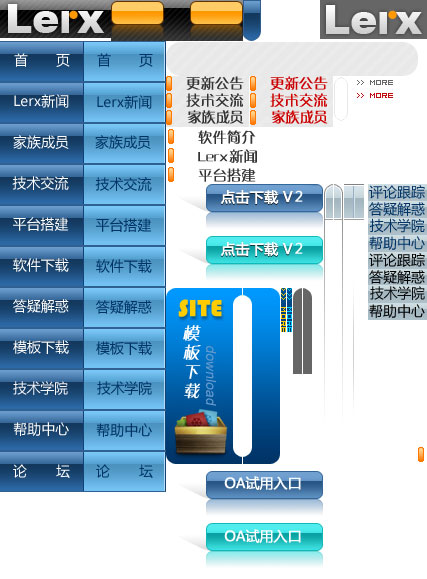 Lerx
Lerx
首 页
首 页
Lerx新闻
Lerx新闻
家族成员
家族成员
技术交流
技术交流
平台搭建
平台搭建
软件下载
软件下载
答疑解惑
答疑解惑
模板下载
模板下载
技术学院
技术学院
帮助中心
帮助中心
论 坛
论 坛
更新公告
更新公告
>> MORE
技术交流
技术交流
>> MORE
家族成员
家族成员
软件简介
Lerx新闻
平台搭建
点击下载 V2
点击下载 V2
评论跟踪
答疑解惑
技术学院
帮助中心
评论跟踪
答疑解惑
技术学院
帮助中心
SITE
模板下载
download
OA试用入口
OA试用入口